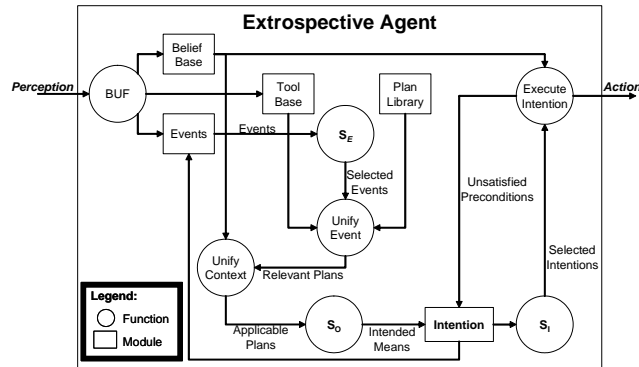 Extrospective Agent
Belief
Base
Perception
BUF
Tool
Base
Plan
Library
Execute
Intention
Action
Events
Events
S_E
Selected
Events
Unsatisfied
Preconditions
Unify
Event
Unify
Context
Relevant Plans
Selected
Intentions
Legend:
Function
Module
Applicable
Plans
S_O
Intended
Means
Intention
S_I